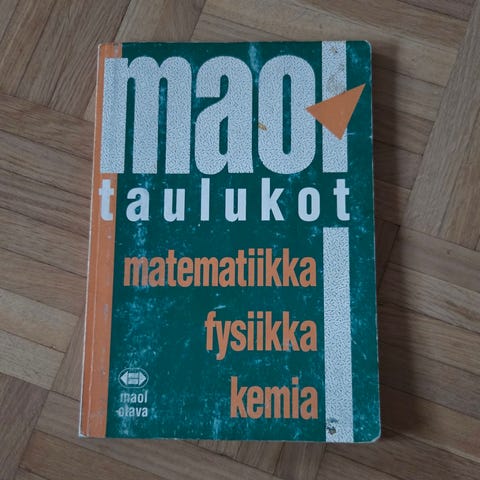 maol
taulukot
matematiikka
fysiikka
kemia
maol
otava